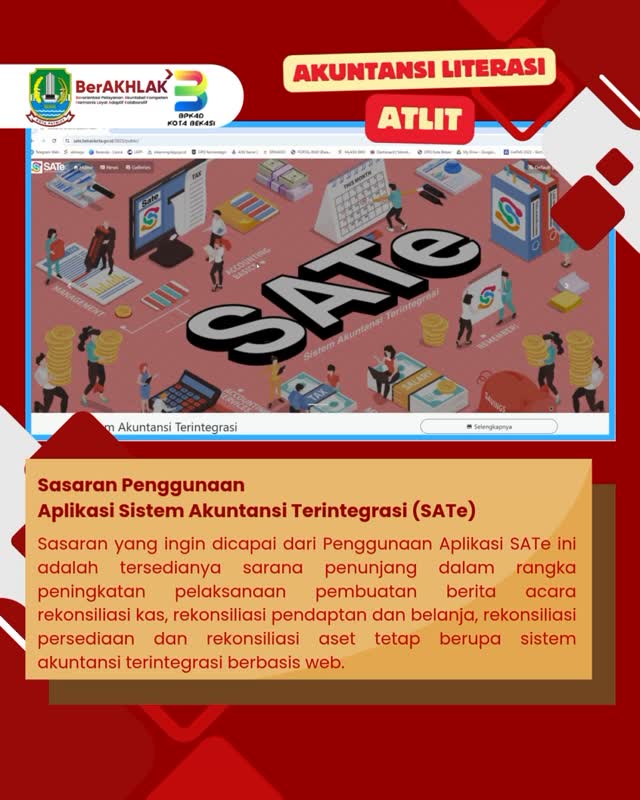 BerAKHLAK
Berorientasi Pelayanan Akuntabel Kompeten
Harmonis Loyal Adaptif Kolaboratif
BPKAD
KOTA BEKASI
AKUNTANSI LITERASI
ATLIT
SATe
Home
News
Galleries
TAX
Sate
THIS MONTH
ACCOUNTING
BASICS
MANAGEMENT
SATe
Sistem Akuntansi Terintegrasi
REMEMBER!
ACCOUNTING
TAX
SALARY
SAVINGS
m Akuntansi Terintegrasi
Selengkapnya
Sasaran Penggunaan
Aplikasi Sistem Akuntansi Terintegrasi (SATe)
Sasaran yang ingin dicapai dari Penggunaan Aplikasi SATe ini
adalah tersedianya sarana penunjang dalam rangka
peningkatan pelaksanaan pembuatan berita acara
rekonsiliasi kas, rekonsiliasi pendaptan dan belanja, rekonsiliasi
persediaan dan rekonsiliasi aset tetap berupa sistem
akuntansi terintegrasi berbasis web.